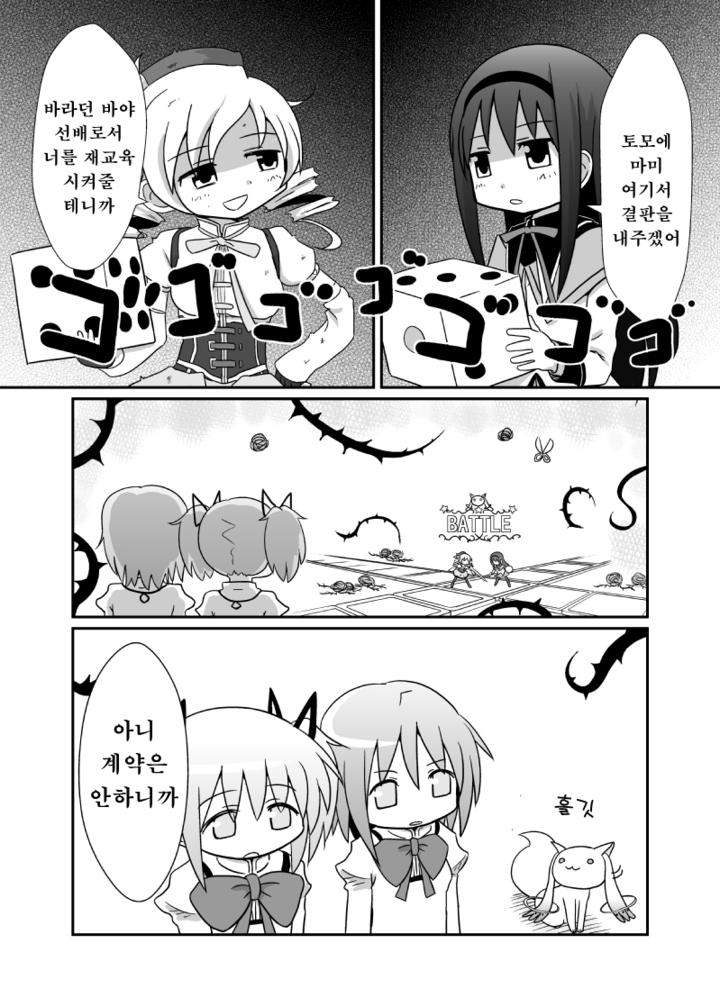 토모에
마미
여기서
결판을
내주겠어
바라던 바야
선배로서
너를 재교육
시켜줄
테니까
ゴゴゴゴゴゴゴ
BATTLE
아니
계약은
안하니까
흘깃